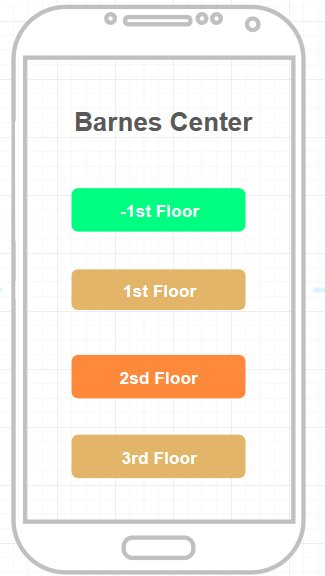 Barnes Center
-1st Floor
1st Floor
2sd Floor
3rd Floor